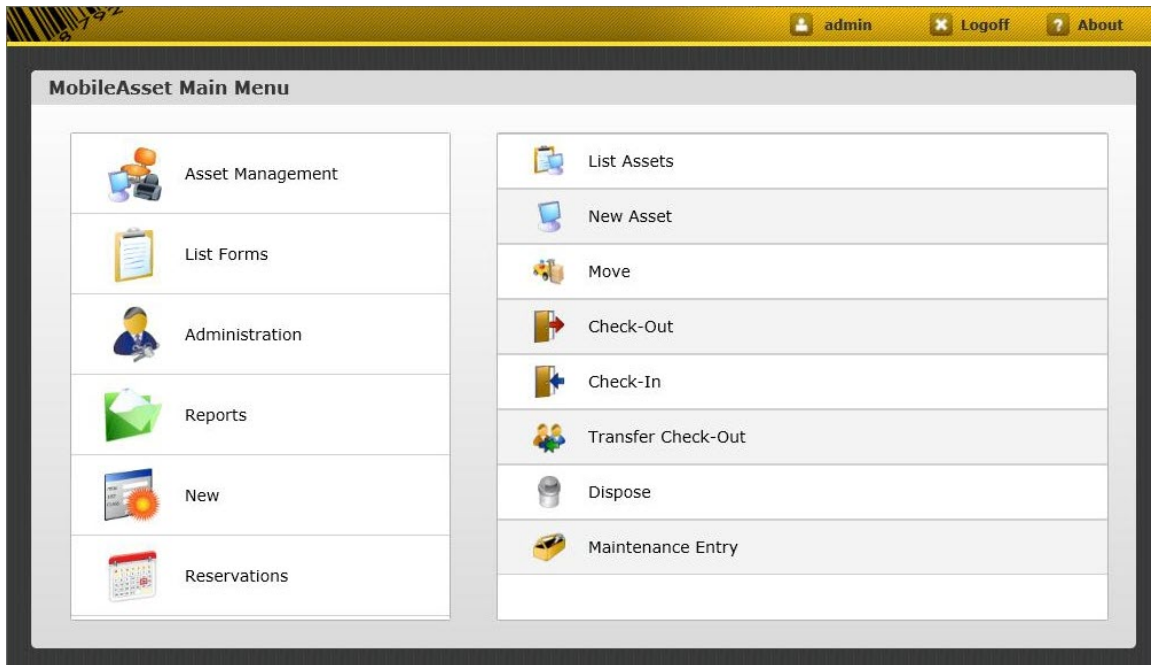 8792
admin
Logoff
About
MobileAsset Main Menu
Asset Management
List Forms
Administration
Reports
New
Reservations
List Assets
New Asset
Move
Check-Out
Check-In
Transfer Check-Out
Dispose
Maintenance Entry